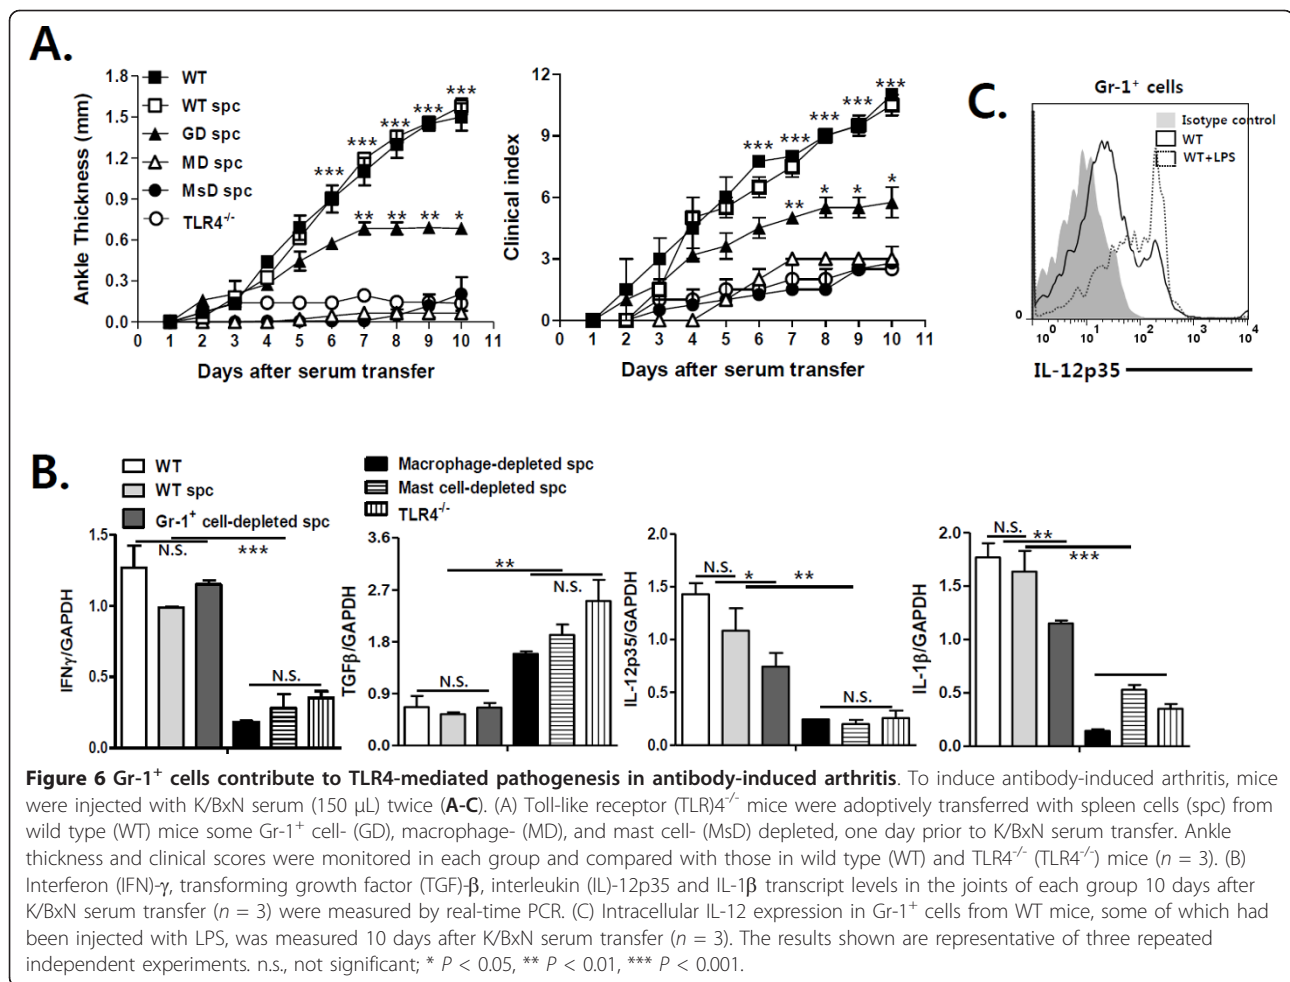 A.
WT
WT spc
GD spc
MD spc
MsD spc
TLR4-/-
Ankle Thickness (mm)
1.8
1.5
1.2
0.9
0.6
0.3
0.0
*** *** *** *** ***
** ** ** *
0 1 2 3 4 5 6 7 8 9 10 11
Days after serum transfer
Clinical index
12
9
6
3
0
*** *** *** *** ***
** * * *
0 1 2 3 4 5 6 7 8 9 10 11
Days after serum transfer
C.
Gr-1+ cells
Isotype control
WT
WT+LPS
0
10^0 10^1 10^2 10^3 10^4
IL-12p35
B.
WT
WT spc
Gr-1+ cell-depleted spc
Macrophage-depleted spc
Mast cell-depleted spc
TLR4-/-
IFNγ/GAPDH
1.5
1.0
0.5
0.0
N.S.
***
N.S.
TGFβ/GAPDH
3.6
2.7
1.8
0.9
0.0
N.S.
**
N.S.
IL-12p35/GAPDH
2.0
1.5
1.0
0.5
0.0
N.S.
*
**
N.S.
IL-1β/GAPDH
2.0
1.5
1.0
0.5
0.0
N.S.
**
***
Figure 6 Gr-1+ cells contribute to TLR4-mediated pathogenesis in antibody-induced arthritis. To induce antibody-induced arthritis, mice
were injected with K/BxN serum (150 μL) twice (A-C). (A) Toll-like receptor (TLR)4-/- mice were adoptively transferred with spleen cells (spc) from
wild type (WT) mice some Gr-1+ cell- (GD), macrophage- (MD), and mast cell- (MsD) depleted, one day prior to K/BxN serum transfer. Ankle
thickness and clinical scores were monitored in each group and compared with those in wild type (WT) and TLR4-/- (TLR4-/-) mice (n = 3). (B)
Interferon (IFN)-γ, transforming growth factor (TGF)-β, interleukin (IL)-12p35 and IL-1β transcript levels in the joints of each group 10 days after
K/BxN serum transfer (n = 3) were measured by real-time PCR. (C) Intracellular IL-12 expression in Gr-1+ cells from WT mice, some of which had
been injected with LPS, was measured 10 days after K/BxN serum transfer (n = 3). The results shown are representative of three repeated
independent experiments. n.s., not significant; * P < 0.05, ** P < 0.01, *** P < 0.001.